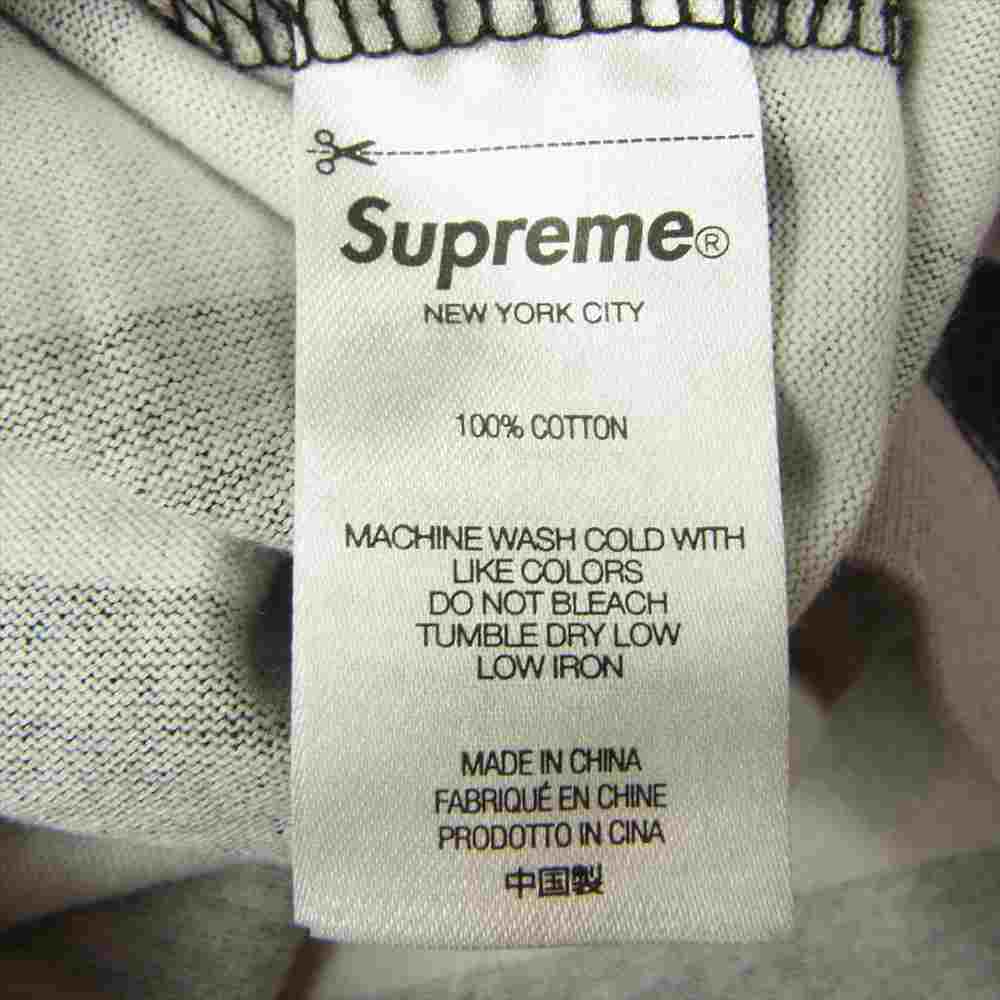 Supreme®
NEW YORK CITY
100% COTTON
MACHINE WASH COLD WITH
LIKE COLORS
DO NOT BLEACH
TUMBLE DRY LOW
LOW IRON
MADE IN CHINA
FABRIQUÉ EN CHINE
PRODOTTO IN CINA
中国製